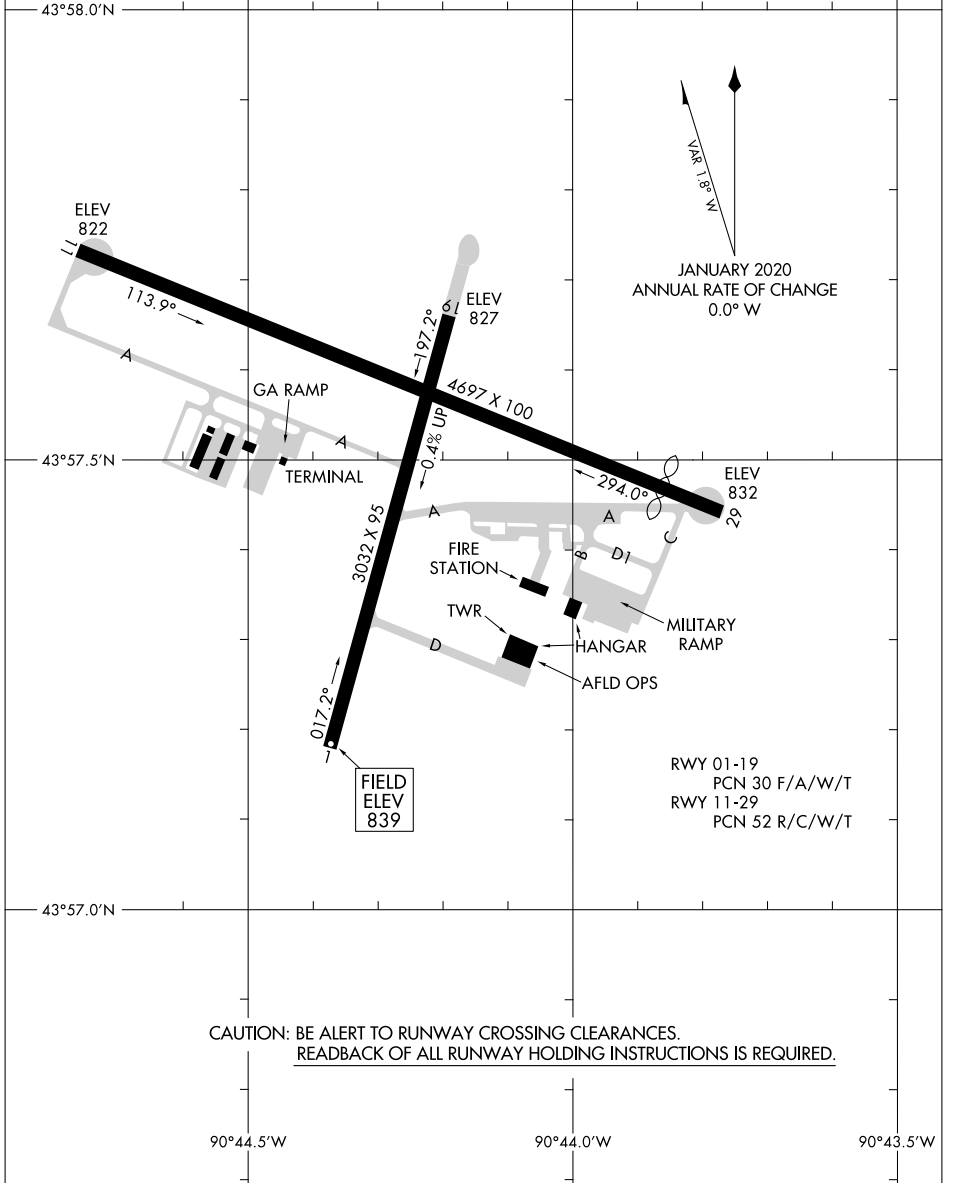 43°58.0'N
VAR 1.8° W
JANUARY 2020
ANNUAL RATE OF CHANGE
0.0° W
ELEV
822
11
113.9°
ELEV
827
19
197.2°
A
GA RAMP
4697 X 100
0.4% UP
A
43°57.5'N
TERMINAL
294.0°
ELEV
832
29
3032 X 95
A
A
C
FIRE
STATION
B
D1
TWR
MILITARY
RAMP
HANGAR
D
AFLD OPS
017.2°
1
FIELD
ELEV
839
RWY 01-19
PCN 30 F/A/W/T
RWY 11-29
PCN 52 R/C/W/T
43°57.0'N
CAUTION: BE ALERT TO RUNWAY CROSSING CLEARANCES.
READBACK OF ALL RUNWAY HOLDING INSTRUCTIONS IS REQUIRED.
90°44.5'W
90°44.0'W
90°43.5'W